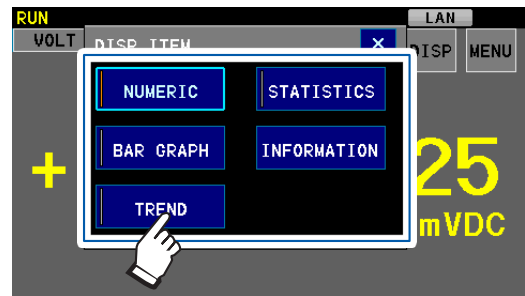 RUN LAN
VOLT DISP ITEM × DISP MENU
NUMERIC STATISTICS
BAR GRAPH INFORMATION
TREND
+ 25
mVDC